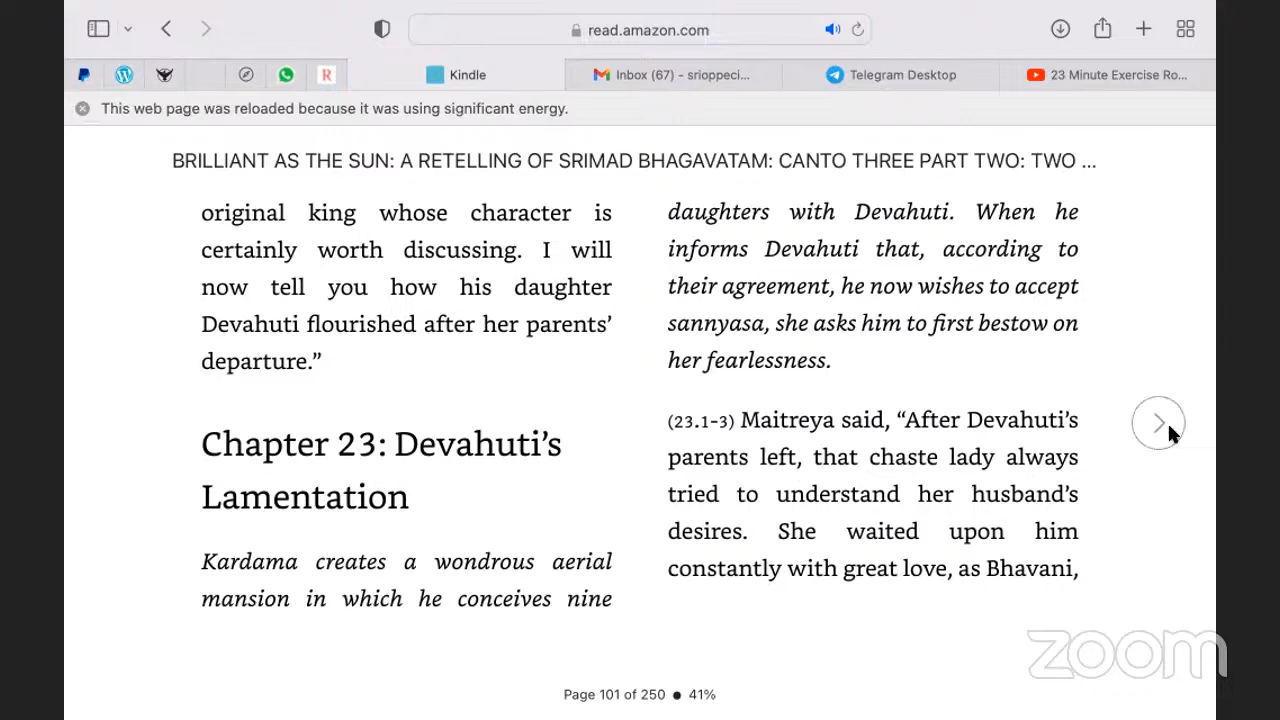 read.amazon.com
Kindle
Inbox (67) - srioppeci...
Telegram Desktop
23 Minute Exercise Ro...
This web page was reloaded because it was using significant energy.
BRILLIANT AS THE SUN: A RETELLING OF SRIMAD BHAGAVATAM: CANTO THREE PART TWO: TWO ...
original king whose character is
certainly worth discussing. I will
now tell you how his daughter
Devahuti flourished after her parents’
departure.”
Chapter 23: Devahuti’s
Lamentation
Kardama creates a wondrous aerial
mansion in which he conceives nine
daughters with Devahuti. When he
informs Devahuti that, according to
their agreement, he now wishes to accept
sannyasa, she asks him to first bestow on
her fearlessness.
(23.1-3) Maitreya said, “After Devahuti’s
parents left, that chaste lady always
tried to understand her husband’s
desires. She waited upon him
constantly with great love, as Bhavani,
Page 101 of 250 ● 41%
zoom